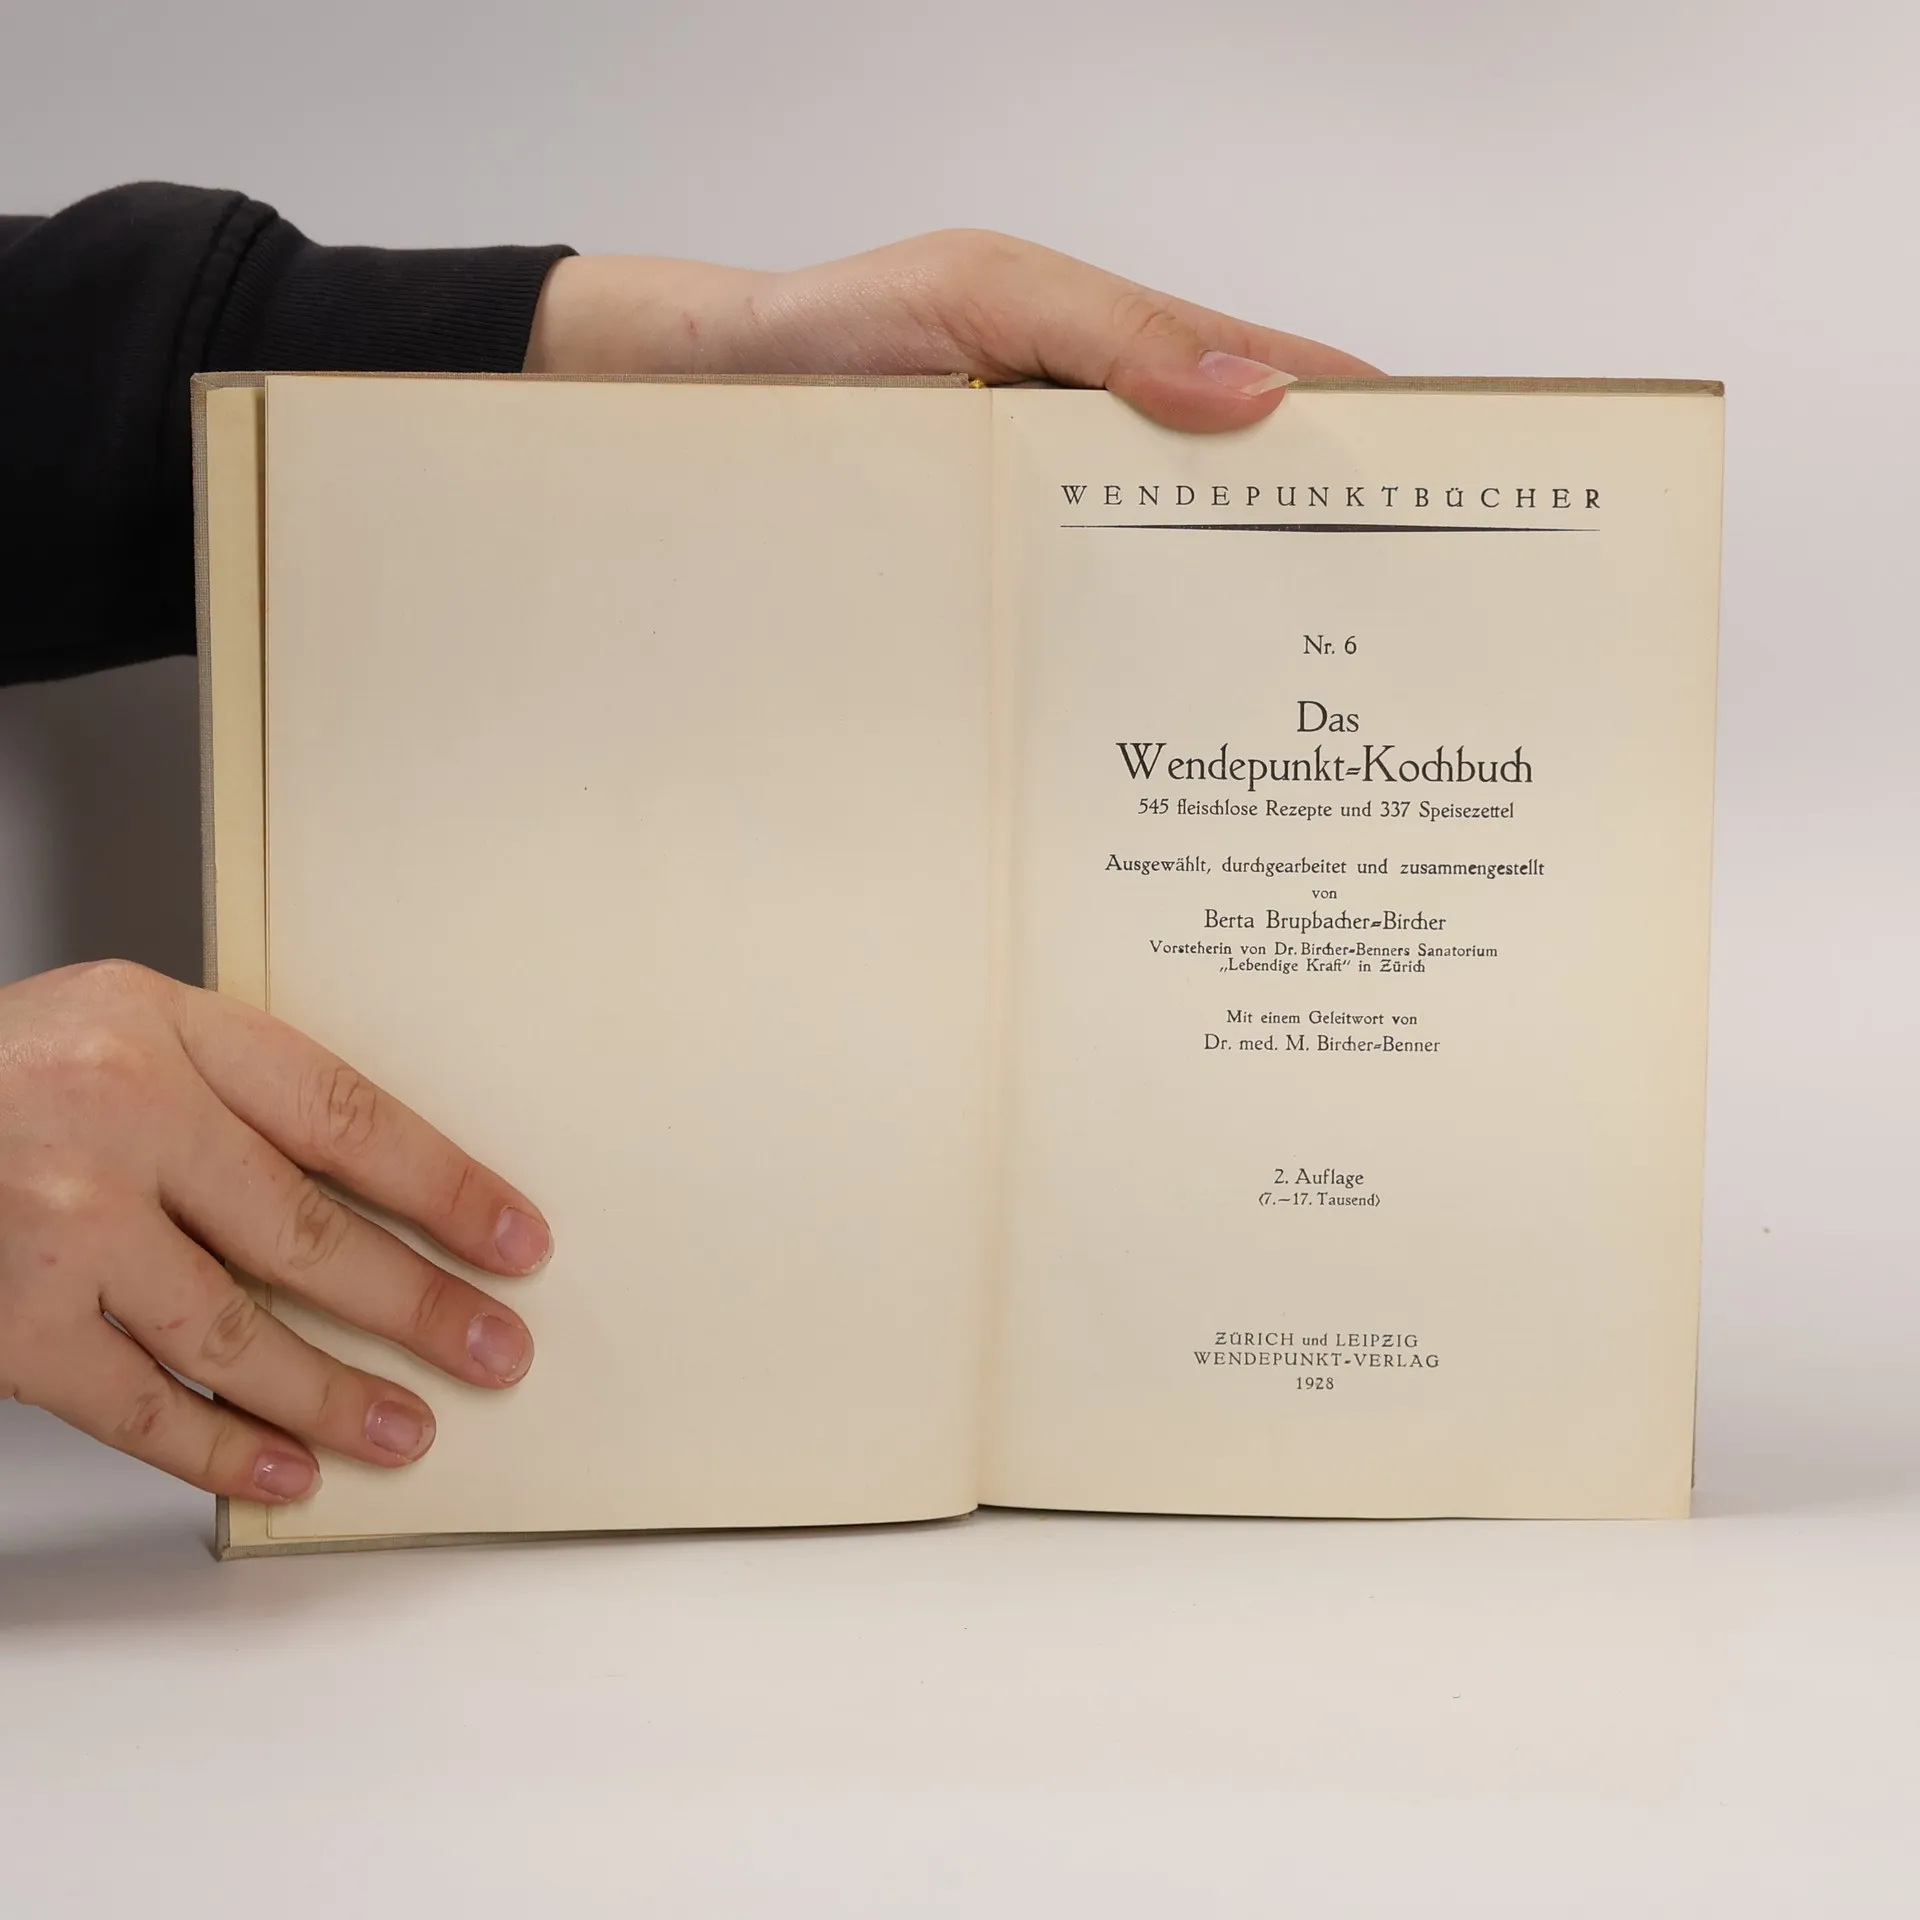 WENDEPUNKTBÜCHER
Nr. 6
Das
Wendepunkt-Kochbuch
545 fleischlose Rezepte und 337 Speisezettel
Ausgewählt, durchgearbeitet und zusammengestellt
von
Berta Brupbacher-Bircher
Vorsteherin von Dr. Bircher-Benners Sanatorium
„Lebendige Kraft“ in Zürich
Mit einem Geleitwort von
Dr. med. M. Bircher-Benner
2. Auflage
(7.—17. Tausend)
ZÜRICH und LEIPZIG
WENDEPUNKT-VERLAG
1928